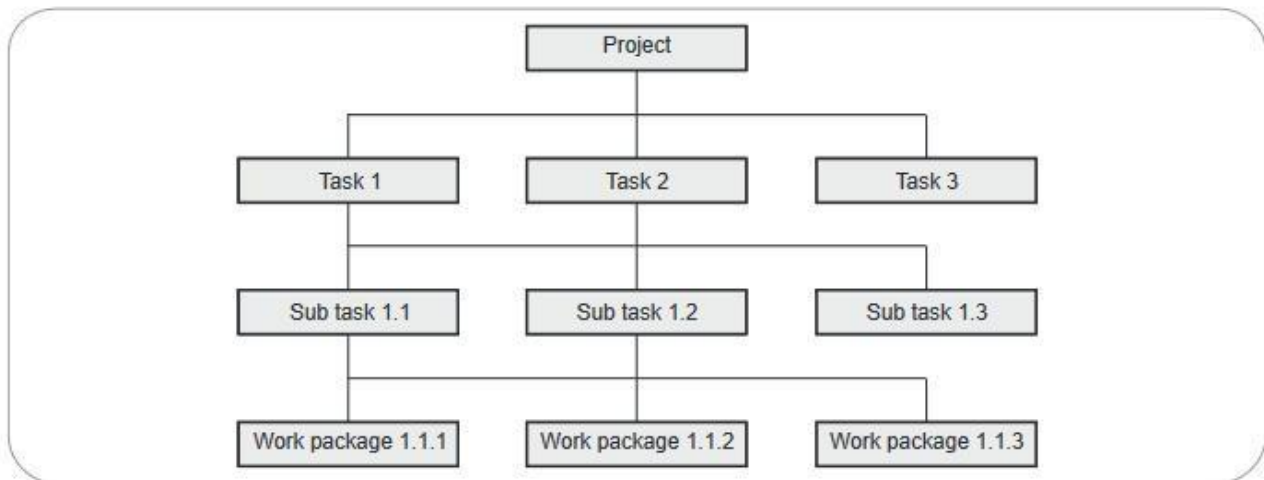 Project
Task 1
Task 2
Task 3
Sub task 1.1
Sub task 1.2
Sub task 1.3
Work package 1.1.1
Work package 1.1.2
Work package 1.1.3